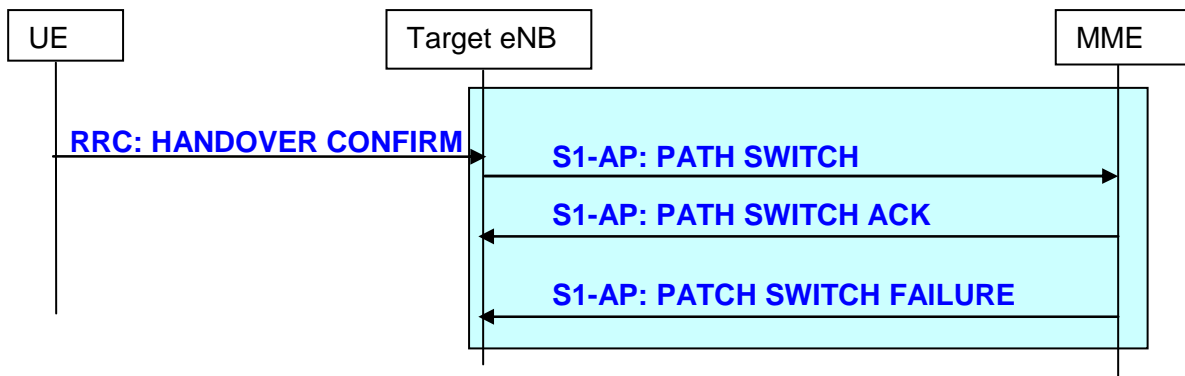 UE
Target eNB
MME
RRC: HANDOVER CONFIRM
S1-AP: PATH SWITCH
S1-AP: PATH SWITCH ACK
S1-AP: PATCH SWITCH FAILURE